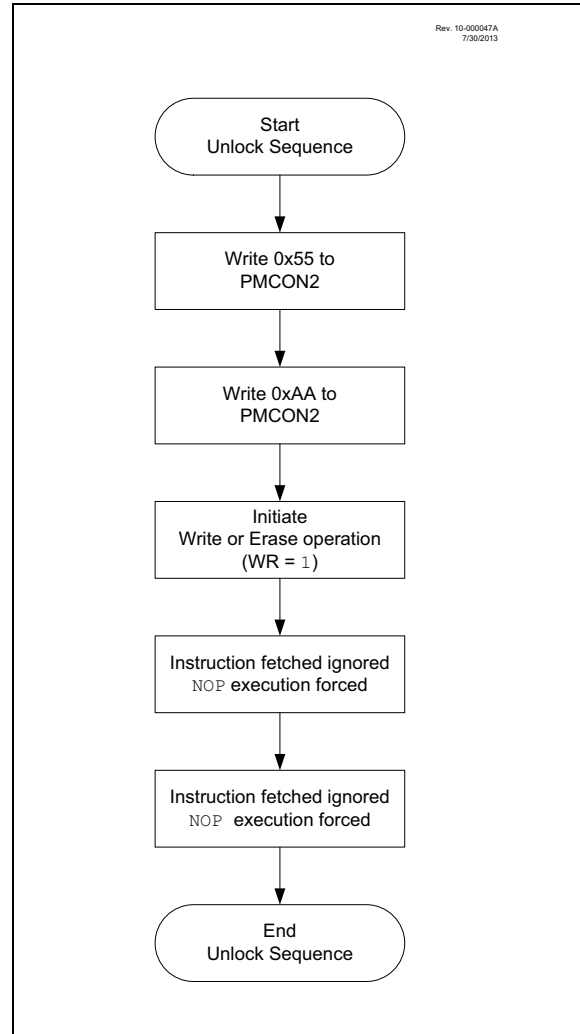 Rev. 10-000047A
7/30/2013
Start
Unlock Sequence
Write 0x55 to
PMCON2
Write 0xAA to
PMCON2
Initiate
Write or Erase operation
(WR = 1)
Instruction fetched ignored
NOP execution forced
Instruction fetched ignored
NOP execution forced
End
Unlock Sequence